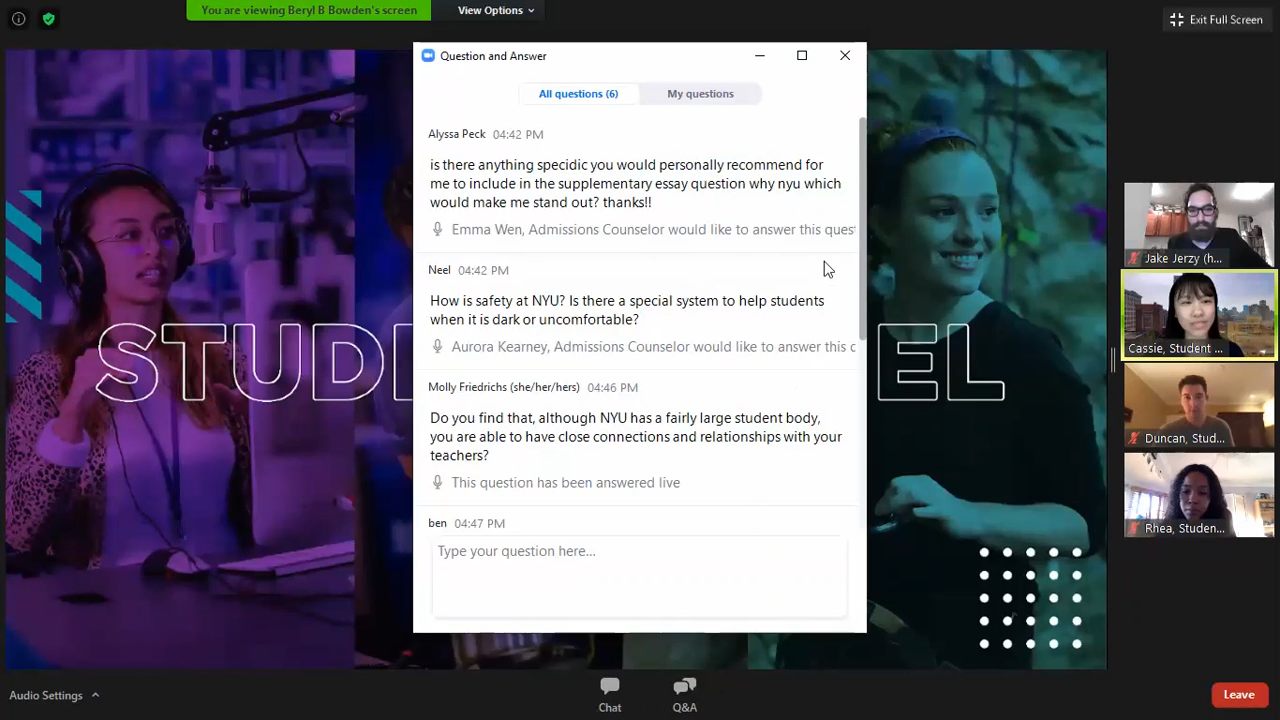 You are viewing Beryl B Bowden's screen
View Options
Exit Full Screen
Question and Answer
All questions (6)
My questions
Alyssa Peck 04:42 PM
is there anything specidic you would personally recommend for
me to include in the supplementary essay question why nyu which
would make me stand out? thanks!!
Emma Wen, Admissions Counselor would like to answer this quest
Neel 04:42 PM
How is safety at NYU? Is there a special system to help students
when it is dark or uncomfortable?
Aurora Kearney, Admissions Counselor would like to answer this c
Molly Friedrichs (she/her/hers) 04:46 PM
Do you find that, although NYU has a fairly large student body,
you are able to have close connections and relationships with your
teachers?
This question has been answered live
ben 04:47 PM
Type your question here...
STUDE
EL
Jake Jerzy (h...
Cassie, Student ...
Duncan, Stud...
Rhea, Studen...
Audio Settings
Chat
Q&A
Leave